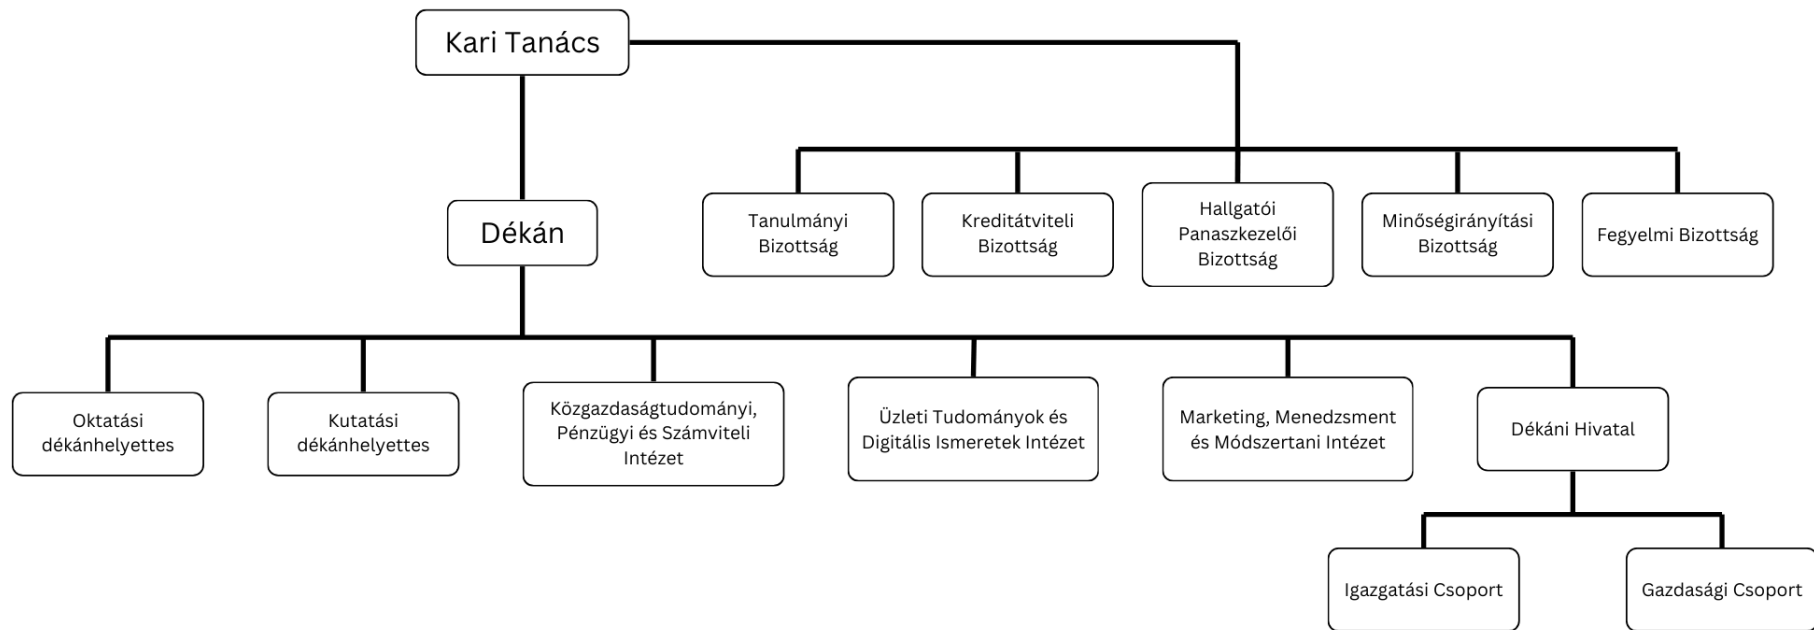 Kari Tanács
Dékán
Tanulmányi
Bizottság
Kreditátviteli
Bizottság
Hallgatói
Panaszkezelői
Bizottság
Minőségirányítási
Bizottság
Fegyelmi Bizottság
Oktatási
dékánhelyettes
Kutatási
dékánhelyettes
Közgazdaságtudományi,
Pénzügyi és Számviteli
Intézet
Üzleti Tudományok és
Digitális Ismeretek Intézet
Marketing, Menedzsment
és Módszertani Intézet
Dékáni Hivatal
Igazgatási Csoport
Gazdasági Csoport